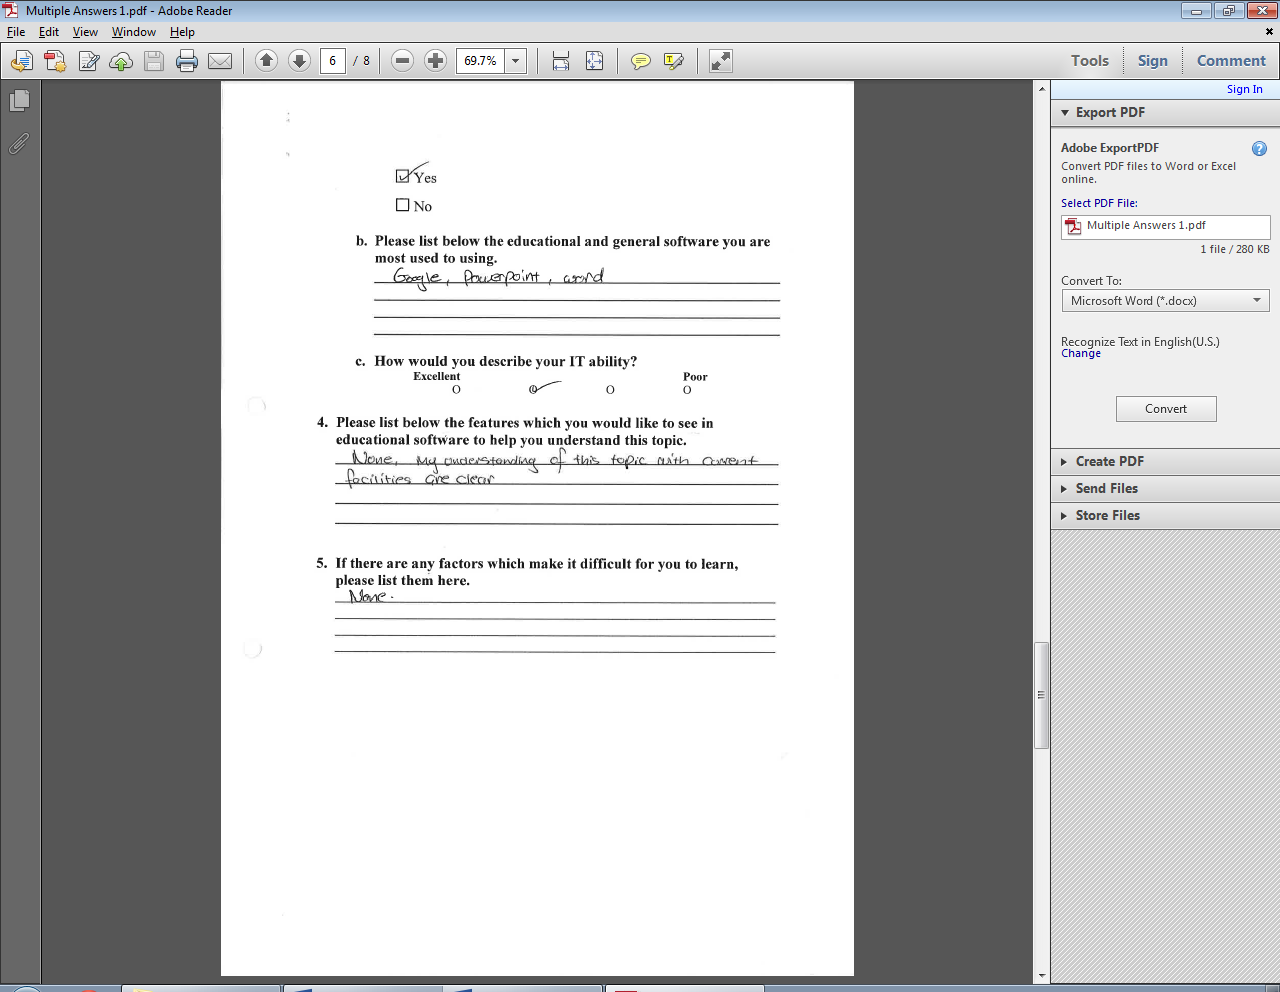 Multiple Answers 1.pdf - Adobe Reader
File Edit View Window Help
6 / 8 69.7% Tools Sign Comment
Sign In
Export PDF
Adobe ExportPDF
Convert PDF files to Word or Excel
online.
Select PDF File:
Multiple Answers 1.pdf
1 file / 280 KB
Convert To:
Microsoft Word (*.docx)
Recognize Text in English(U.S.)
Change
Convert
Create PDF
Send Files
Store Files
Yes
No
b. Please list below the educational and general software you are
most used to using.
Google, Powerpoint, word
c. How would you describe your IT ability?
Excellent Poor
4. Please list below the features which you would like to see in
educational software to help you understand this topic.
None, My understanding of this topic with current
facilities are clear
5. If there are any factors which make it difficult for you to learn,
please list them here.
None.